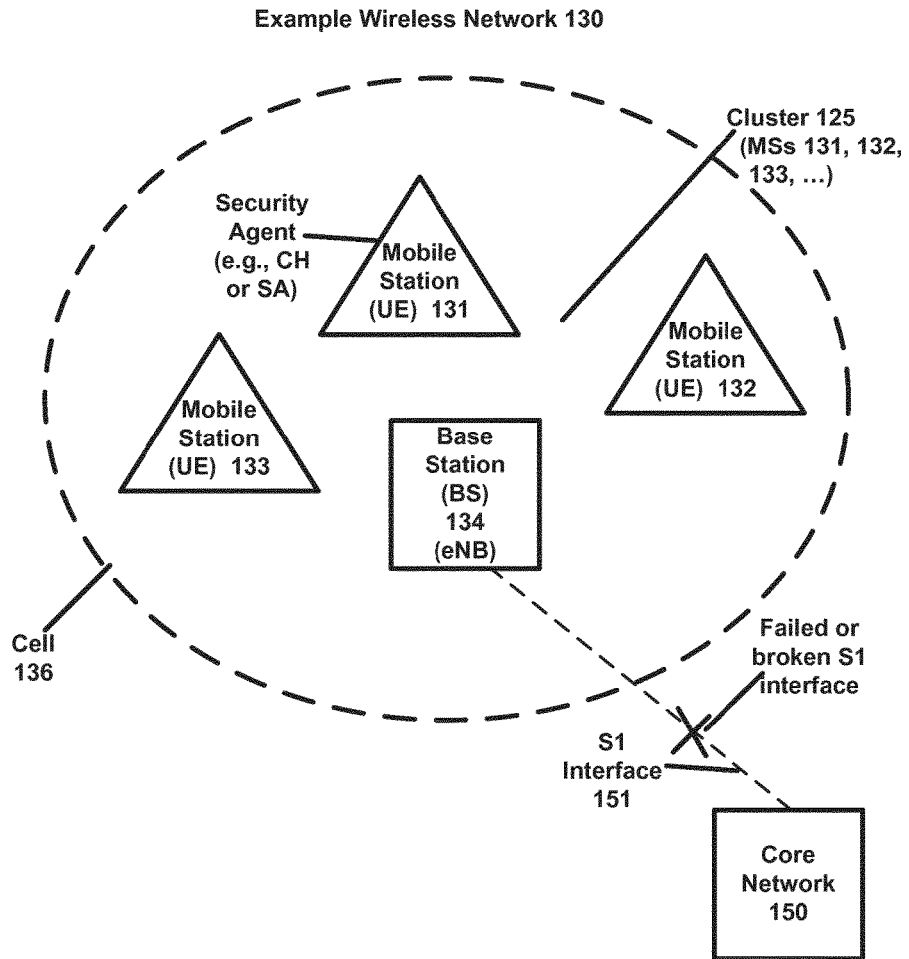 Example Wireless Network 130
Cluster 125
(MSs 131, 132,
133, ...)
Security
Agent
(e.g., CH
or SA)
Mobile
Station
(UE) 131
Mobile
Station
(UE) 132
Mobile
Station
(UE) 133
Base
Station
(BS)
134
(eNB)
Cell
136
Failed or
broken S1
interface
S1
Interface
151
Core
Network
150